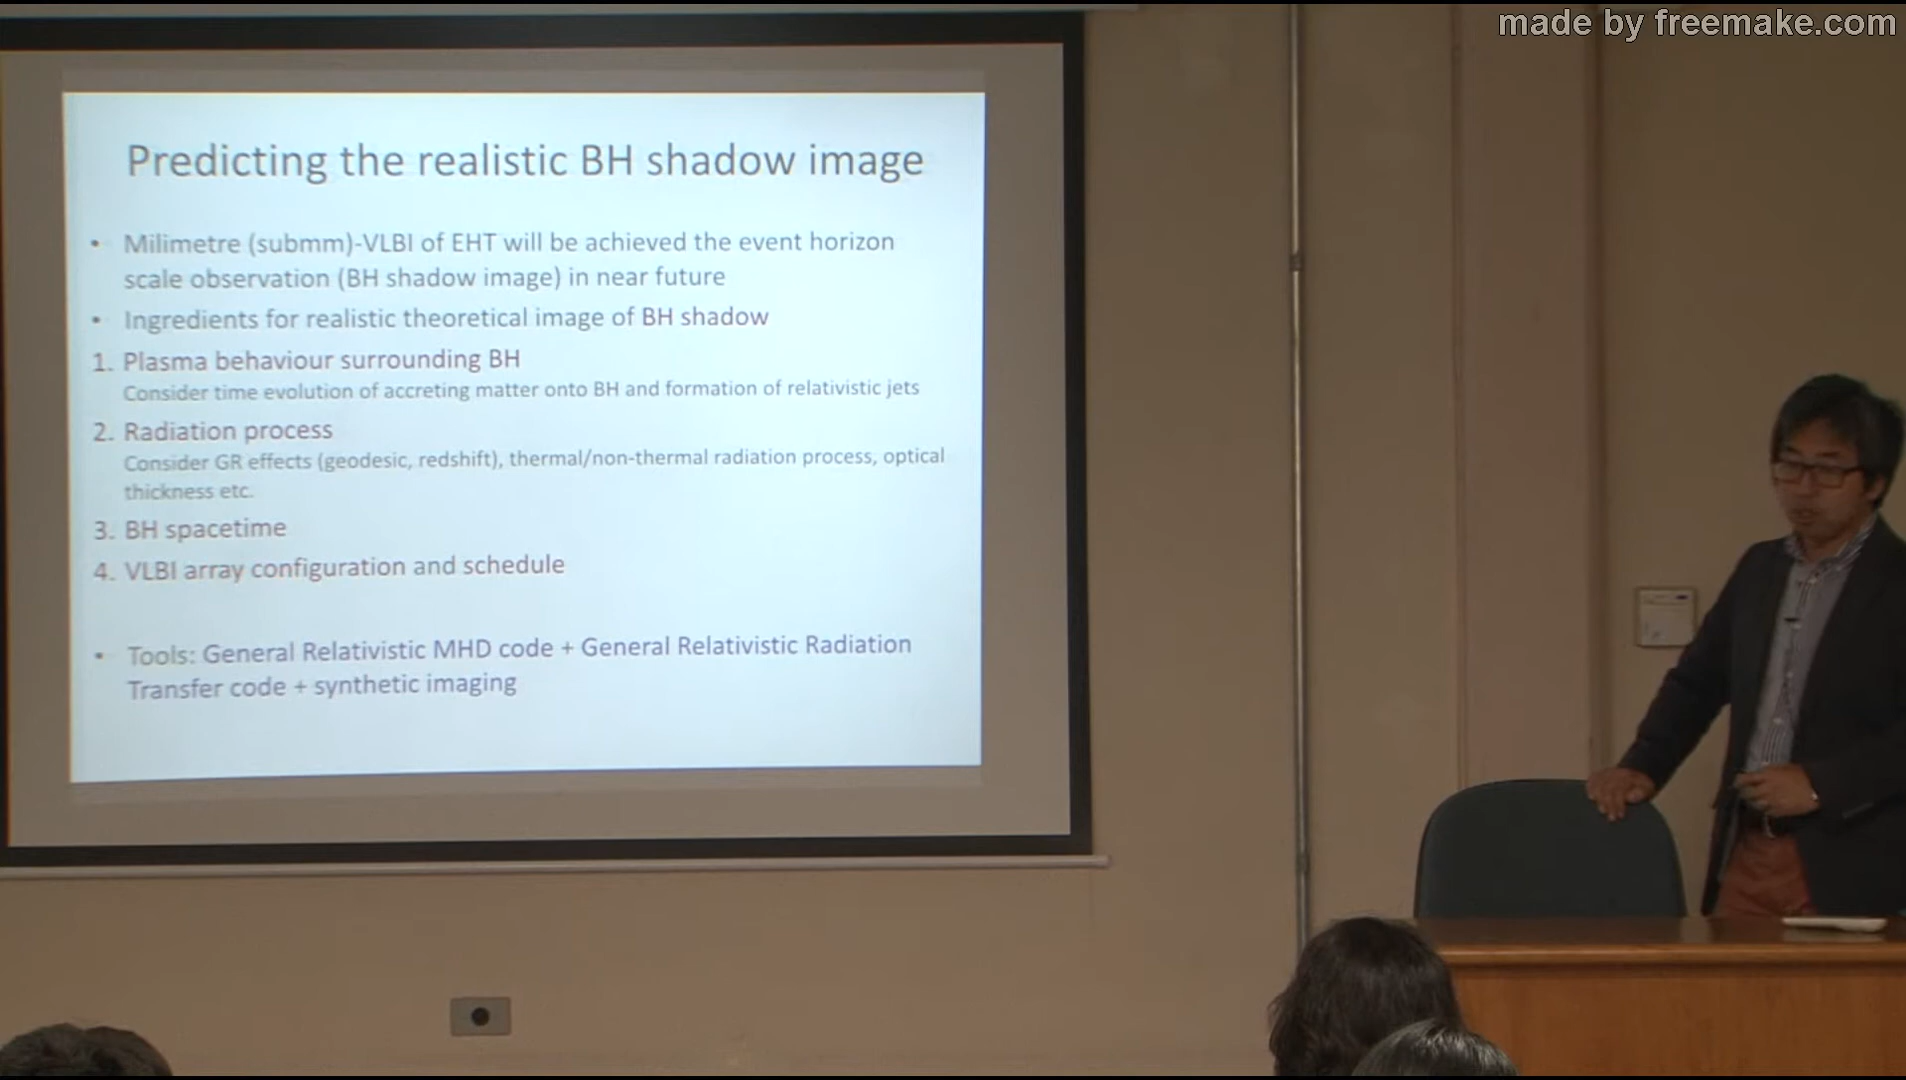 made by freemake.com
Predicting the realistic BH shadow image
• Milimetre (submm)-VLBI of EHT will be achieved the event horizon
scale observation (BH shadow image) in near future
• Ingredients for realistic theoretical image of BH shadow
1. Plasma behaviour surrounding BH
Consider time evolution of accreting matter onto BH and formation of relativistic jets
2. Radiation process
Consider GR effects (geodesic, redshift), thermal/non-thermal radiation process, optical
thickness etc.
3. BH spacetime
4. VLBI array configuration and schedule
• Tools: General Relativistic MHD code + General Relativistic Radiation
Transfer code + synthetic imaging